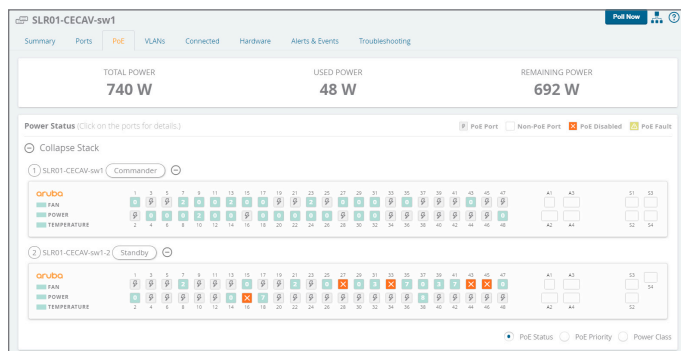 SLR01-CECAV-sw1
Poll Now
Summary Ports PoE VLANs Connected Hardware Alerts & Events Troubleshooting
TOTAL POWER USED POWER REMAINING POWER
740 W 48 W 692 W
Power Status (Click on the ports for details.) PoE Port Non-PoE Port PoE Disabled PoE Fault
Collapse Stack
1 SLR01-CECAV-sw1 Commander
aruba
1 3 5 7 9 11 13 15 17 19 21 23 25 27 29 31 33 35 37 39 41 43 45 47 A1 A3 S1 S3
FAN
POWER
TEMPERATURE
2 4 6 8 10 12 14 16 18 20 22 24 26 28 30 32 34 36 38 40 42 44 46 48 A2 A4 S2 S4
2 SLR01-CECAV-sw1-2 Standby
aruba
1 3 5 7 9 11 13 15 17 19 21 23 25 27 29 31 33 35 37 39 41 43 45 47 A1 A3 S3
FAN
S4
POWER
TEMPERATURE
2 4 6 8 10 12 14 16 18 20 22 24 26 28 30 32 34 36 38 40 42 44 46 48 A2 A4 S2
PoE Status PoE Priority Power Class